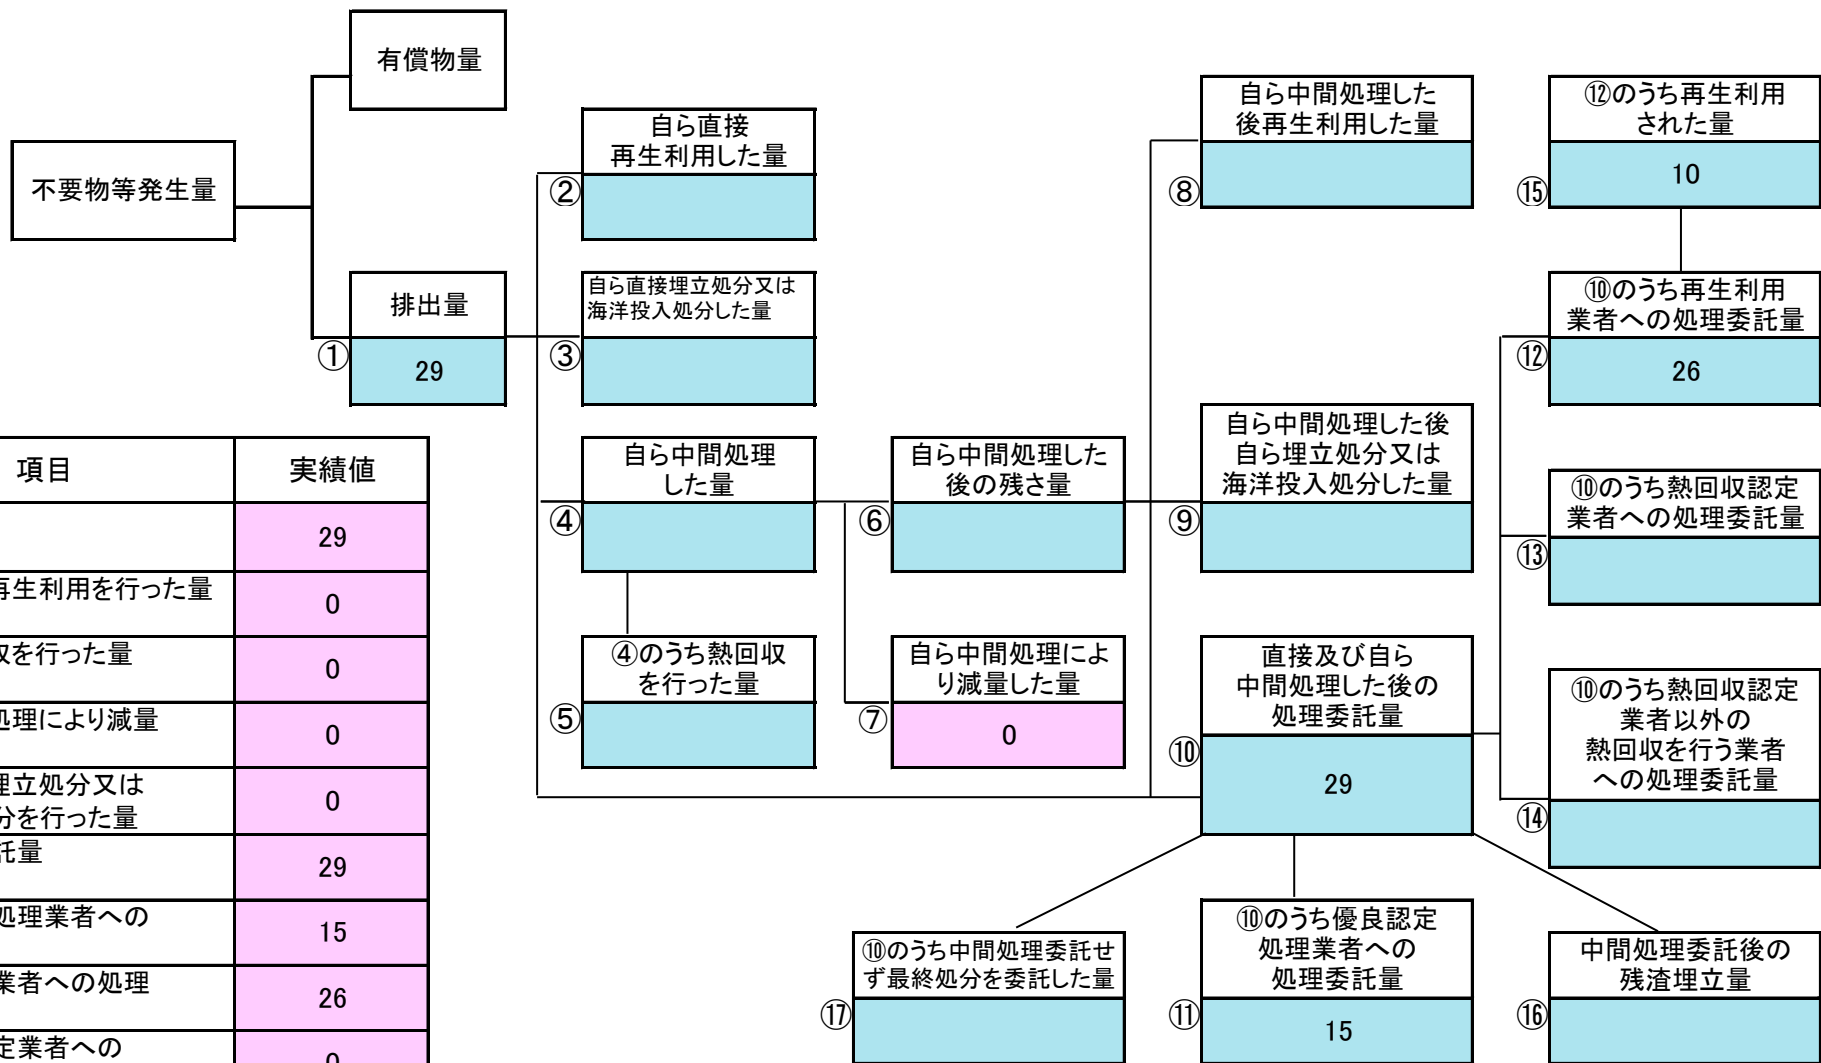 有償物量
不要物等発生量
排出量
①
29
自ら直接
再生利用した量
②
自ら直接埋立処分又は
海洋投入処分した量
③
自ら中間処理
した量
④
④のうち熱回収
を行った量
⑤
自ら中間処理した
後の残さ量
⑥
自ら中間処理によ
り減量した量
⑦
0
自ら中間処理した
後再生利用した量
⑧
自ら中間処理した後
自ら埋立処分又は
海洋投入処分した量
⑨
直接及び自ら
中間処理した後の
処理委託量
⑩
29
⑫のうち再生利用
された量
⑮
10
⑩のうち再生利用
業者への処理委託量
⑫
26
⑩のうち熱回収認定
業者への処理委託量
⑬
⑩のうち熱回収認定
業者以外の
熱回収を行う業者
への処理委託量
⑭
⑩のうち中間処理委託せ
ず最終処分を委託した量
⑰
⑩のうち優良認定
処理業者への
処理委託量
⑪
15
中間処理委託後の
残渣埋立量
⑯
項目
実績値
29
再生利用を行った量
0
を行った量
0
処理により減量
0
埋立処分又は
分を行った量
0
託量
29
処理業者への
15
業者への処理
26
定業者への
0